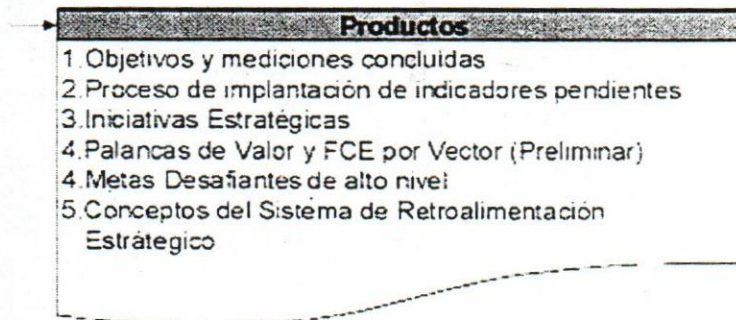 Productos
1.Objetivos y mediciones concluidas
2.Proceso de implantación de indicadores pendientes
3.Iniciativas Estratégicas
4.Palancas de Valor y FCE por Vector (Preliminar)
4.Metas Desafiantes de alto nivel
5.Conceptos del Sistema de Retroalimentación
Estrátegico